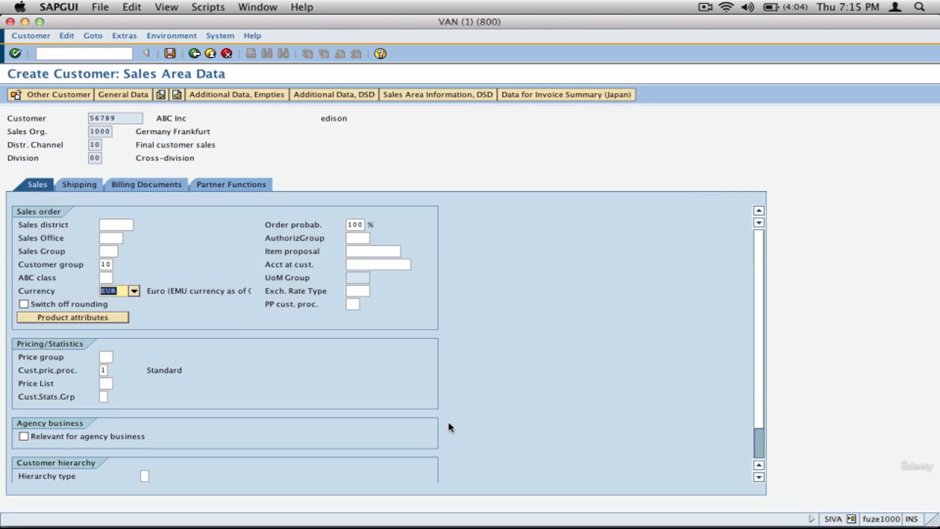 SAPGUI File Edit View Scripts Window Help (4:04) Thu 7:15 PM
VAN (1) (800)
Customer Edit Goto Extras Environment System Help
Create Customer: Sales Area Data
Other Customer General Data Additional Data, Empties Additional Data, DSD Sales Area Information, DSD Data for Invoice Summary (Japan)
Customer 56789 ABC Inc edison
Sales Org. 1000 Germany Frankfurt
Distr. Channel 10 Final customer sales
Division 00 Cross-division
Sales Shipping Billing Documents Partner Functions
Sales order
Sales district Order probab. 100 %
Sales Office AuthorizGroup
Sales Group Item proposal
Customer group 10 Acct at cust.
ABC class UoM Group
Currency EUR Euro (EMU currency as of ( Exch. Rate Type
Switch off rounding PP cust. proc.
Product attributes
Pricing/Statistics
Price group
Cust.pric.proc. 1 Standard
Price List
Cust.Stats.Grp
Agency business
Relevant for agency business
Customer hierarchy
Hierarchy type
Udemy
SIVA fuze1000 INS